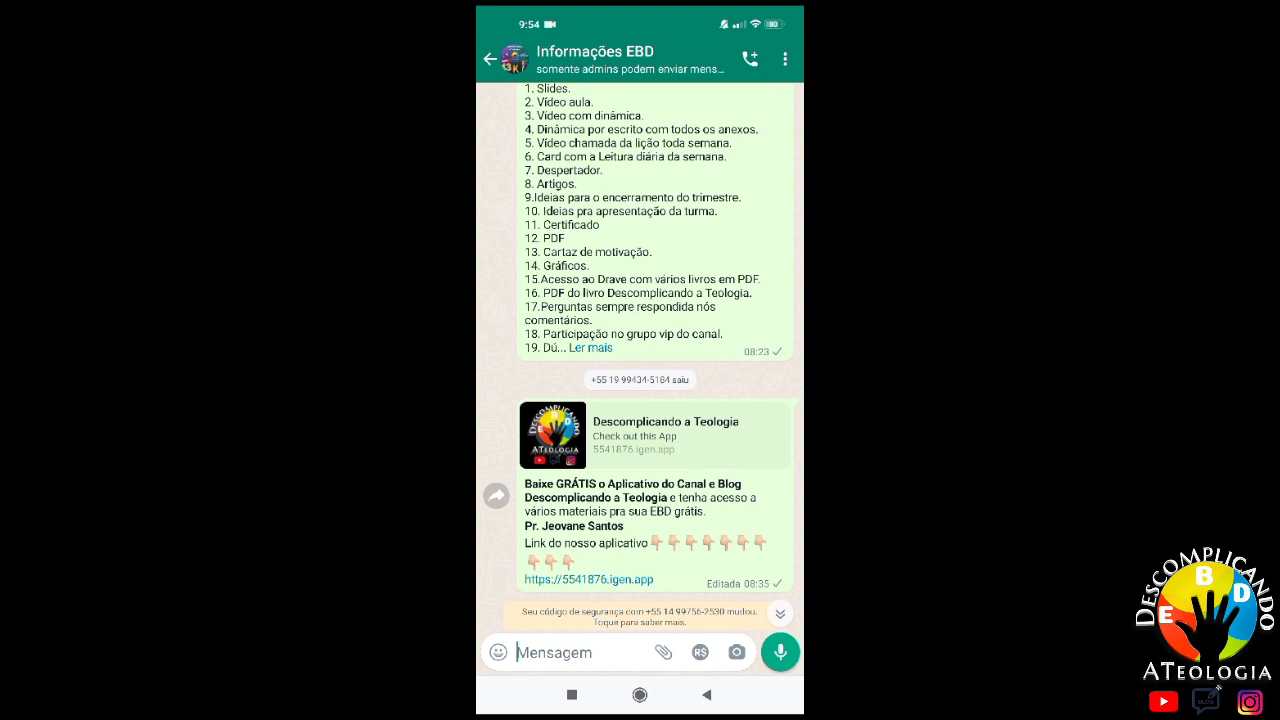 9:54
80
13K
Informações EBD
somente admins podem enviar mens...
1. Slides.
2. Vídeo aula.
3. Vídeo com dinâmica.
4. Dinâmica por escrito com todos os anexos.
5. Vídeo chamada da lição toda semana.
6. Card com a Leitura diária da semana.
7. Despertador.
8. Artigos.
9.Ideias para o encerramento do trimestre.
10. Ideias pra apresentação da turma.
11. Certificado
12. PDF
13. Cartaz de motivação.
14. Gráficos.
15.Acesso ao Drave com vários livros em PDF.
16. PDF do livro Descomplicando a Teologia.
17.Perguntas sempre respondida nós
comentários.
18. Participação no grupo vip do canal.
19. Dú... Ler mais
08:23
+55 19 99434-5184 saiu
DESCOMPLICANDO
EBD
ATEOLOGIA
Descomplicando a Teologia
Check out this App
5541876.igen.app
Baixe GRÁTIS o Aplicativo do Canal e Blog
Descomplicando a Teologia e tenha acesso a
vários materiais pra sua EBD grátis.
Pr. Jeovane Santos
Link do nosso aplicativo👇🏻👇🏻👇🏻👇🏻👇🏻👇🏻👇🏻
👇🏻👇🏻👇🏻
https://5541876.igen.app
Editada 08:35
Seu código de segurança com +55 14 99756-2530 mudou.
Toque para saber mais.
Mensagem
R$
DESCOMPLICANDO
EBD
ATEOLOGIA
BLOG